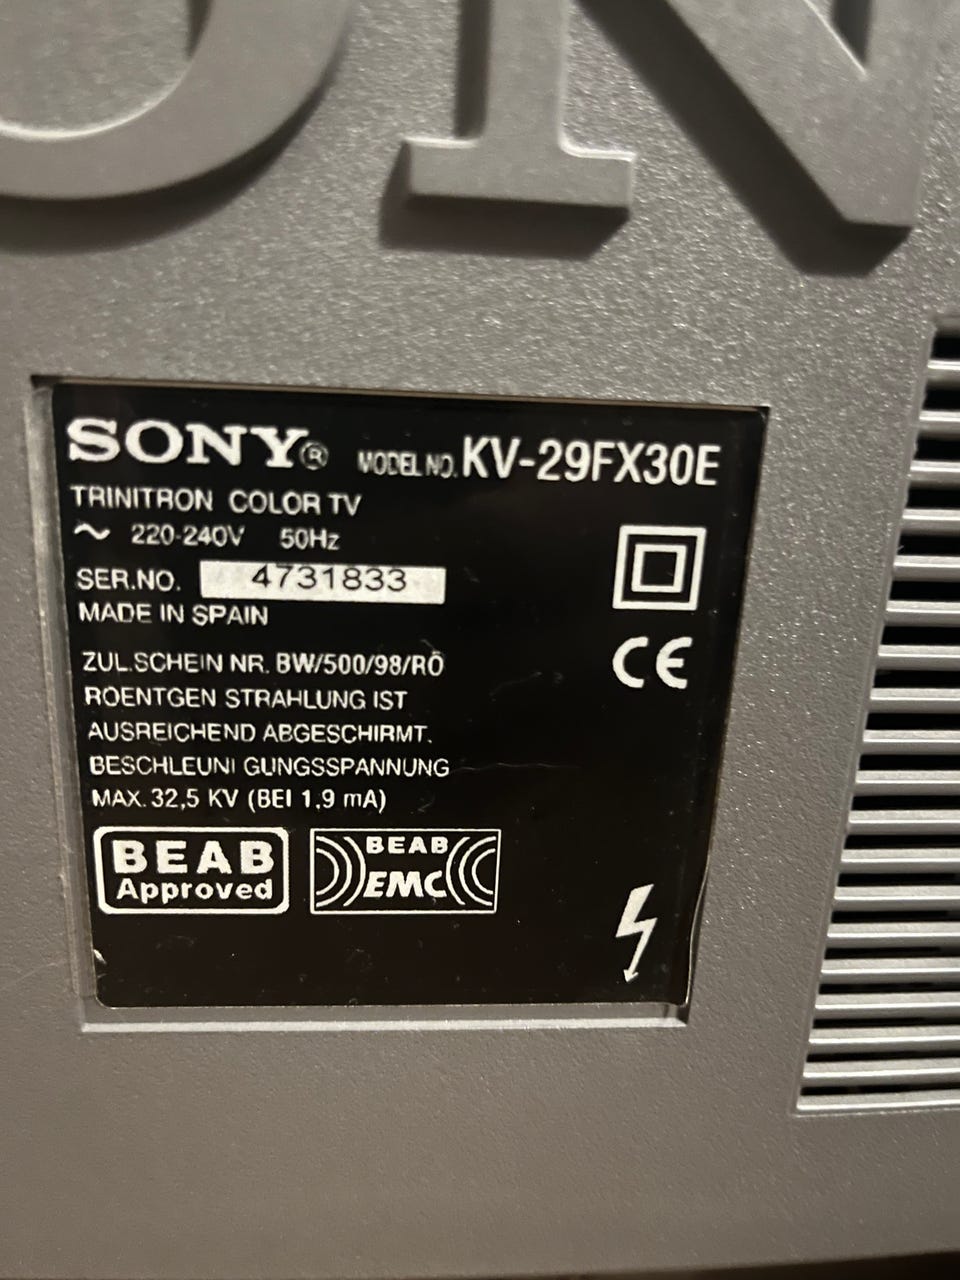 ON
SONY® MODEL NO. KV-29FX30E
TRINITRON COLOR TV
~ 220-240V 50Hz
SER.NO. 4731833
MADE IN SPAIN
ZUL.SCHEIN NR. BW/500/98/RÖ
ROENTGEN STRAHLUNG IST
AUSREICHEND ABGESCHIRMT.
BESCHLEUNI GUNGSSPANNUNG
MAX. 32,5 KV (BEI 1,9 mA)
CE
BEAB
Approved
BEAB
EMC